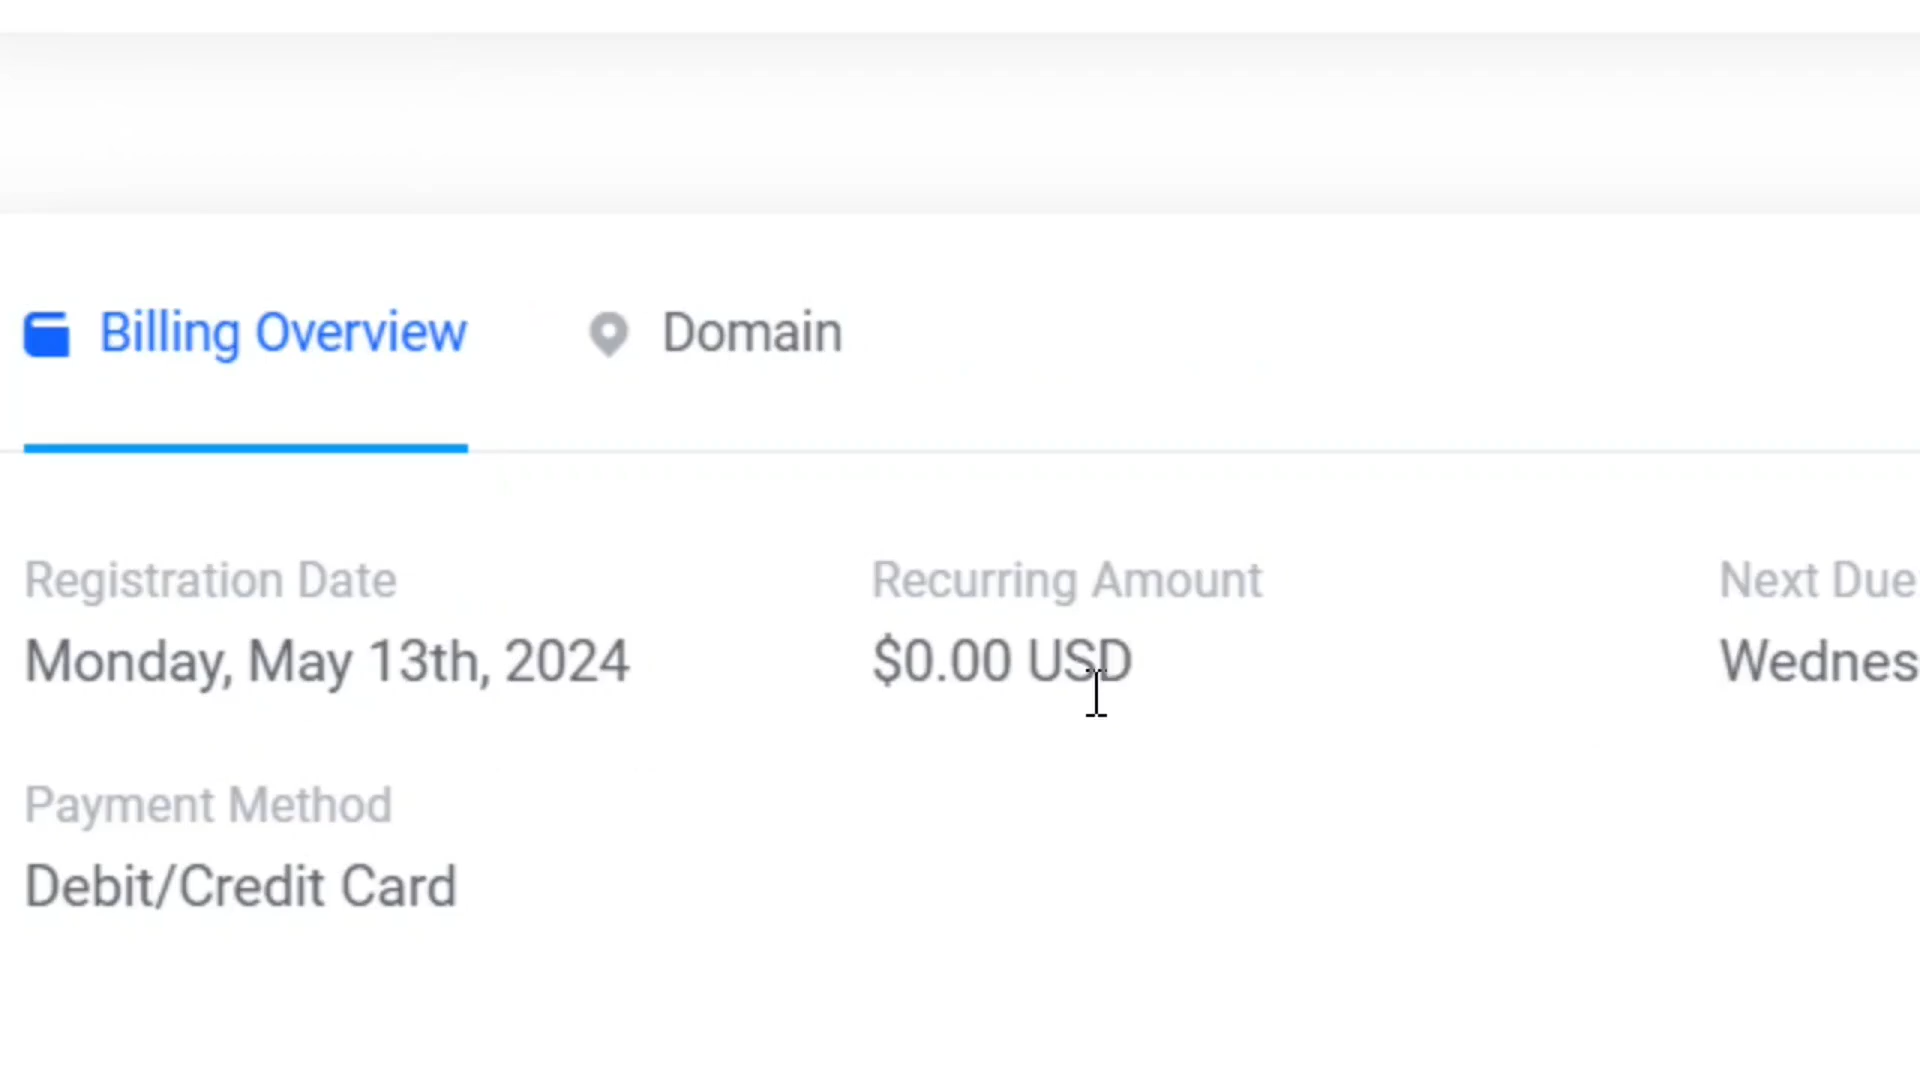 Billing Overview Domain
Registration Date Recurring Amount Next Due
Monday, May 13th, 2024 $0.00 USD Wednes
Payment Method
Debit/Credit Card